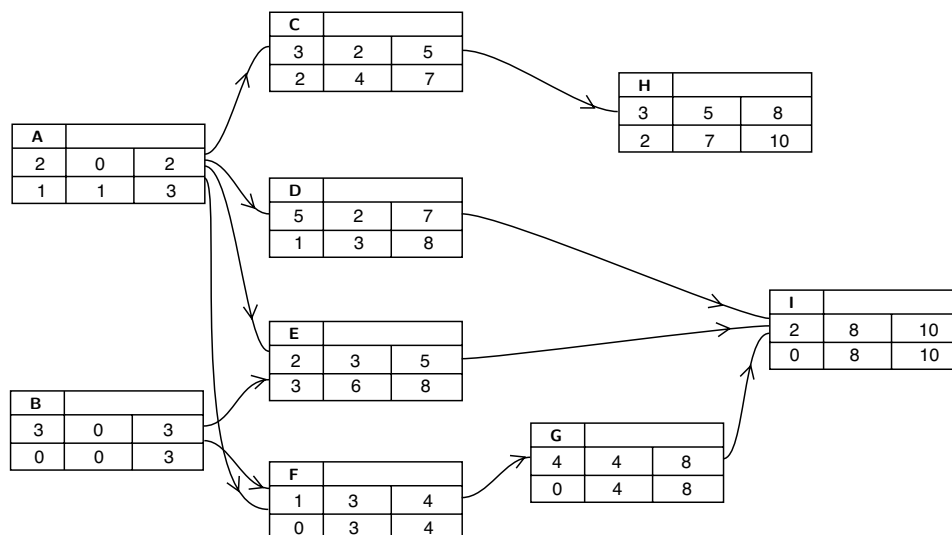 C
3 2 5
2 4 7
H
3 5 8
2 7 10
A
2 0 2
1 1 3
D
5 2 7
1 3 8
I
2 8 10
0 8 10
E
2 3 5
3 6 8
B
3 0 3
0 0 3
G
4 4 8
0 4 8
F
1 3 4
0 3 4